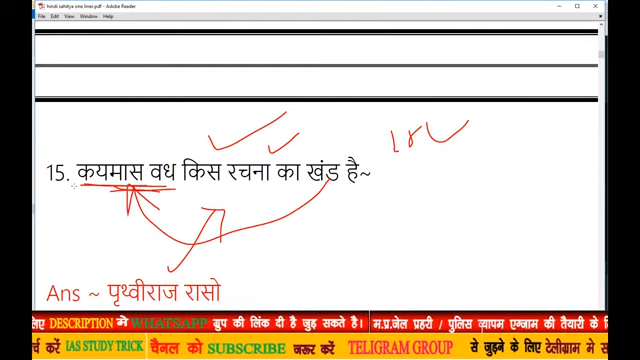 hindi sahitya one liner.pdf - Adobe Reader
File Edit View Window Help
15. कयमास वध किस रचना का खंड है~
Ans ~ पृथ्वीराज रासो
लिए DESCRIPTION मे WHATSAPP ग्रुप की लिंक दी है जुड़ सकते है. म.प्र.जेल प्रहरी / पुलिस व्यापम एग्जाम की तैयारी के लि
र्च करें IAS STUDY TRICK चैनल को SUBSCRIBE जरूर करें TELIGRAM GROUP से जुड़ने के लिए टेलीग्राम मे स